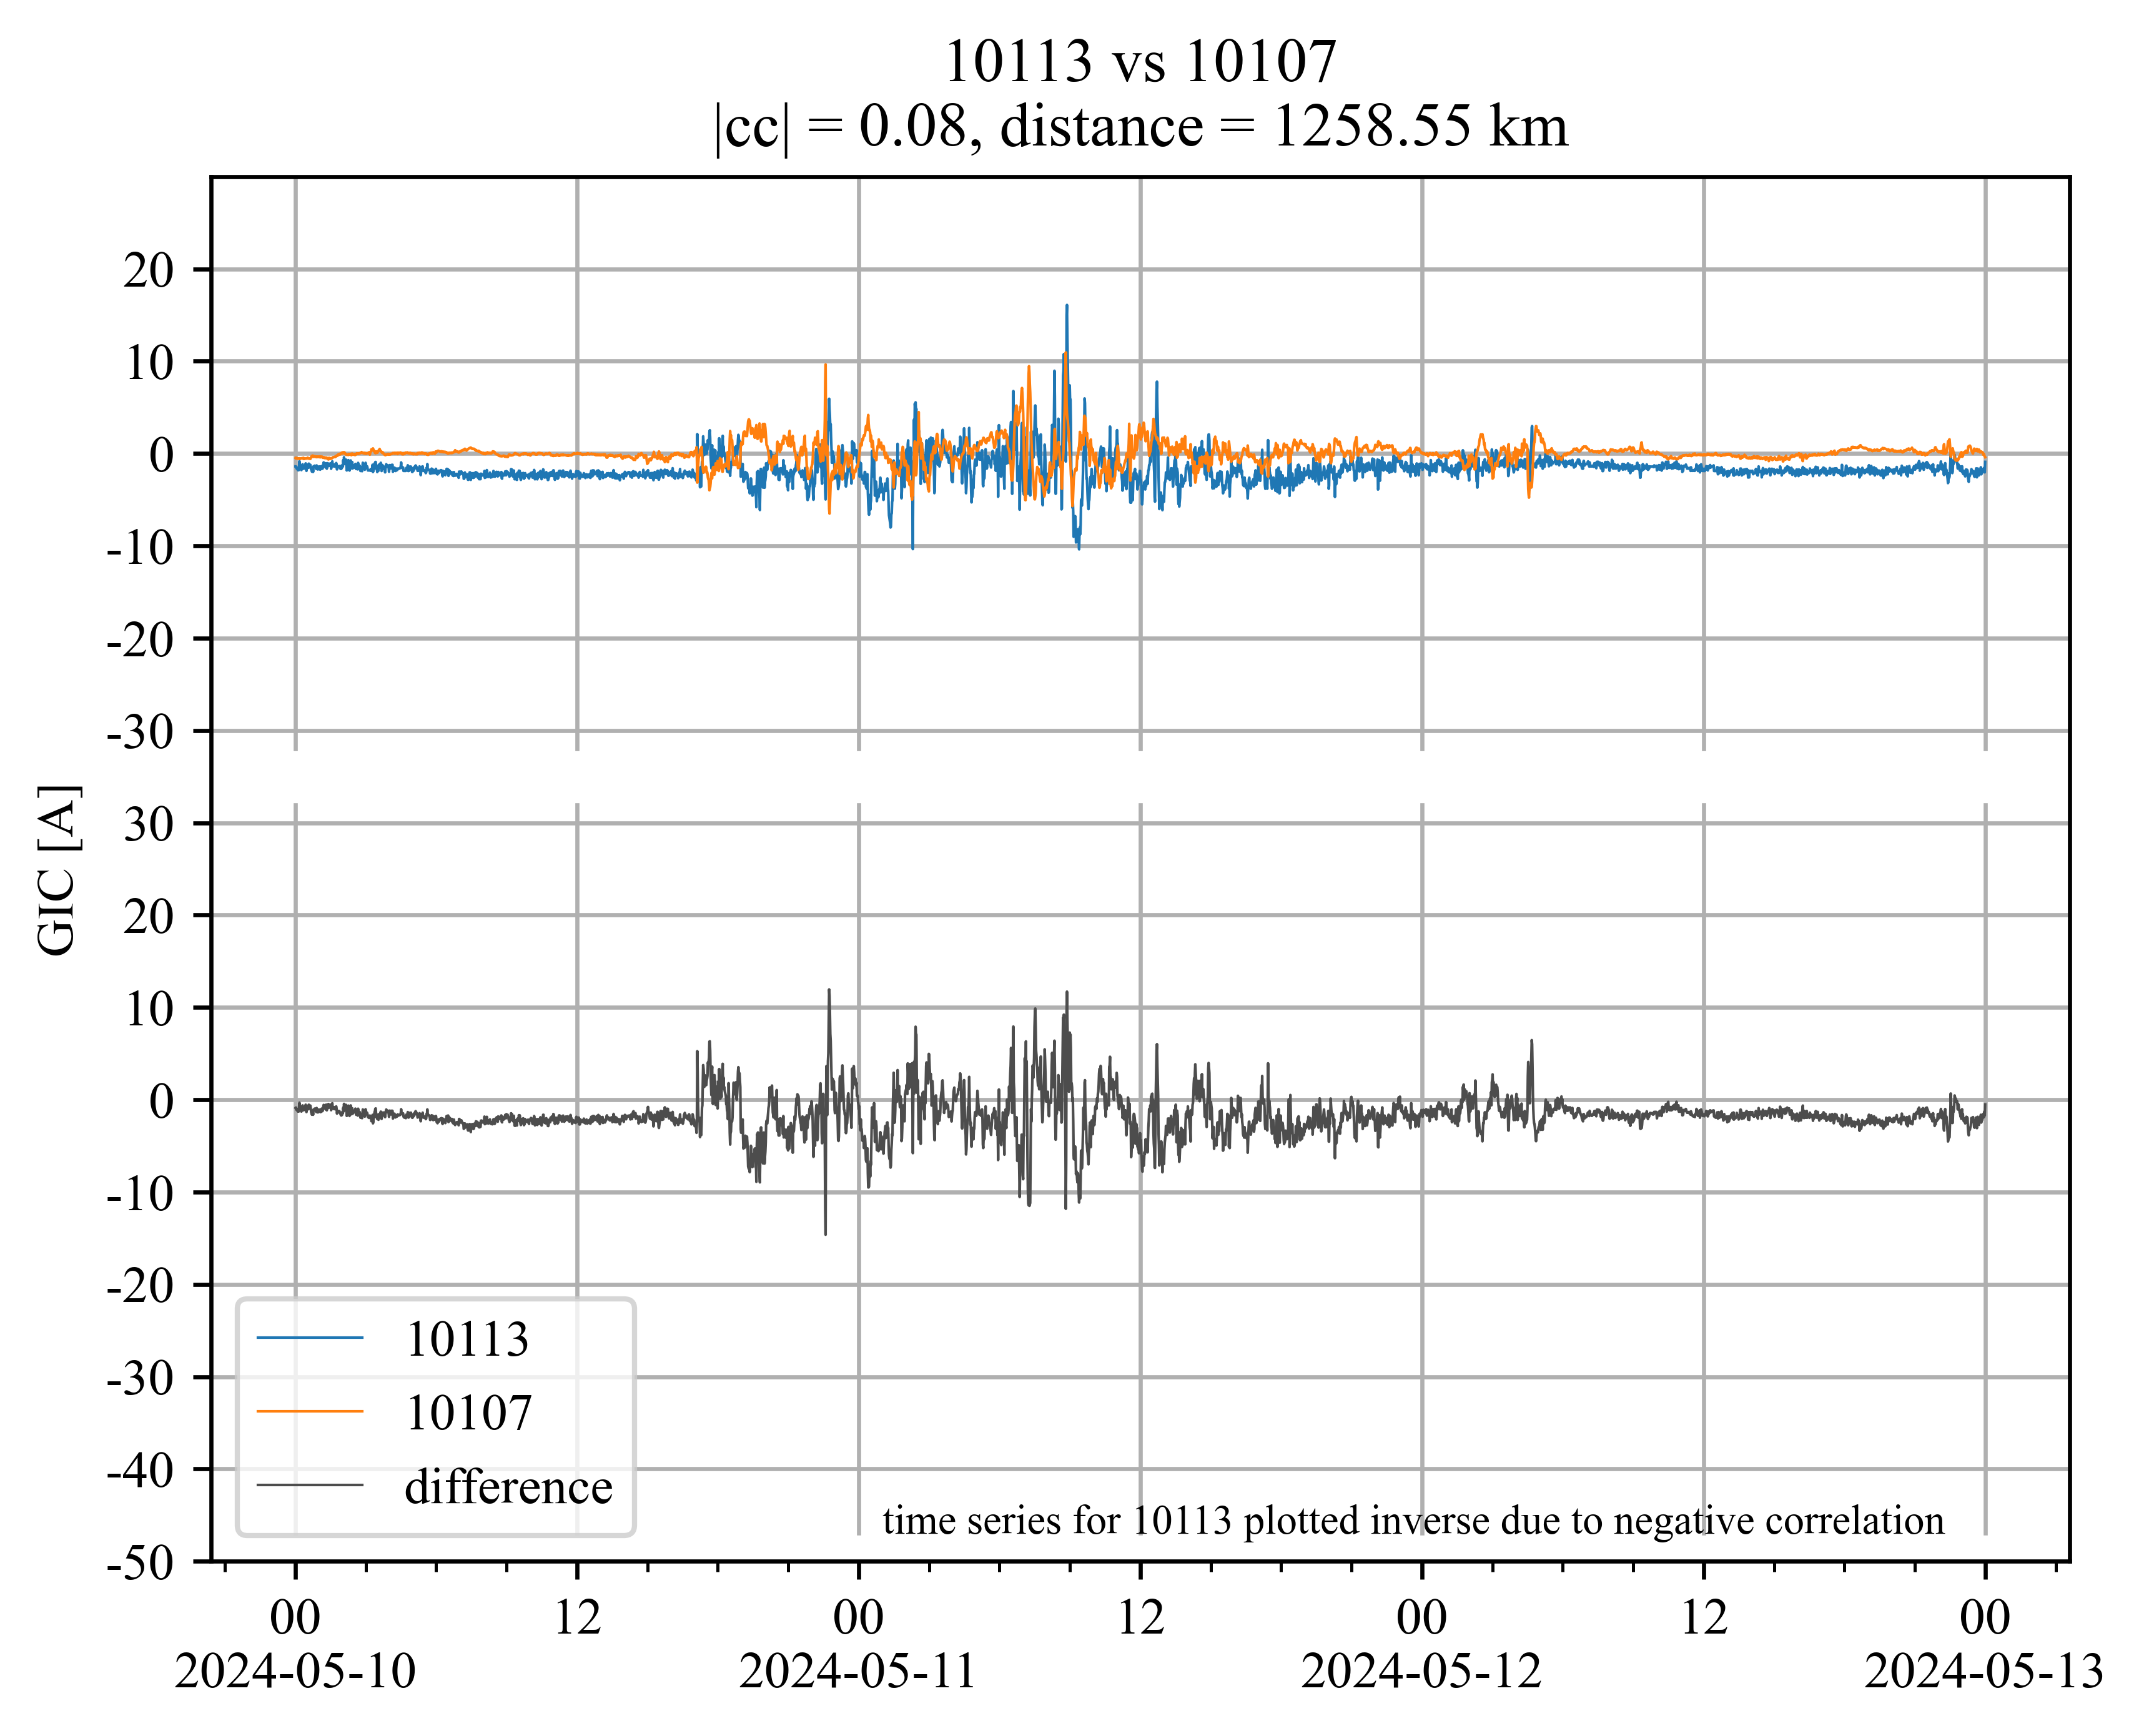 10113 vs 10107
|cc| = 0.08, distance = 1258.55 km
20
10
0
-10
-20
-30
30
20
10
0
-10
-20
-30
-40
-50
GIC [A]
10113
10107
difference
time series for 10113 plotted inverse due to negative correlation
00 12 00 12 00 12 00
2024-05-10 2024-05-11 2024-05-12 2024-05-13